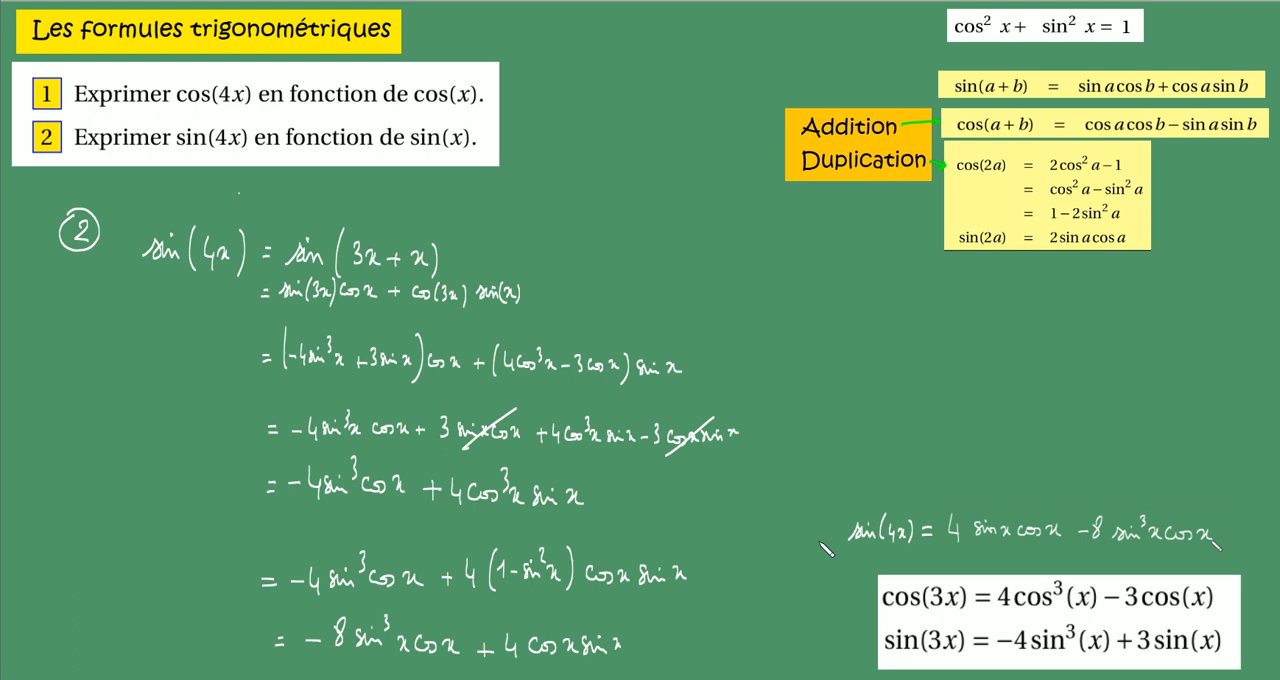 Les formules trigonométriques
1 Exprimer cos(4x) en fonction de cos(x).
2 Exprimer sin(4x) en fonction de sin(x).
cos² x + sin² x = 1
sin(a + b) = sin a cos b + cos a sin b
Addition
cos(a + b) = cos a cos b − sin a sin b
Duplication
cos(2a) = 2cos² a − 1
= cos² a − sin² a
= 1 − 2sin² a
sin(2a) = 2 sin a cos a
② sin(4x) = sin(3x + x)
= sin(3x) cos x + cos(3x) sin(x)
= (−4sin³x + 3sin x) cos x + (4cos³x − 3cos x) sin x
= −4sin³x cos x + 3 sin x cos x + 4cos³x sin x − 3 cos x sin x
= −4sin³ cos x + 4cos³x sin x
= −4sin³ cos x + 4(1−sin²x) cos x sin x
= −8 sin³x cos x + 4 cos x sin x
sin(4x) = 4 sin x cos x −8 sin³x cos x
cos(3x) = 4cos³(x) − 3cos(x)
sin(3x) = −4sin³(x) + 3sin(x)